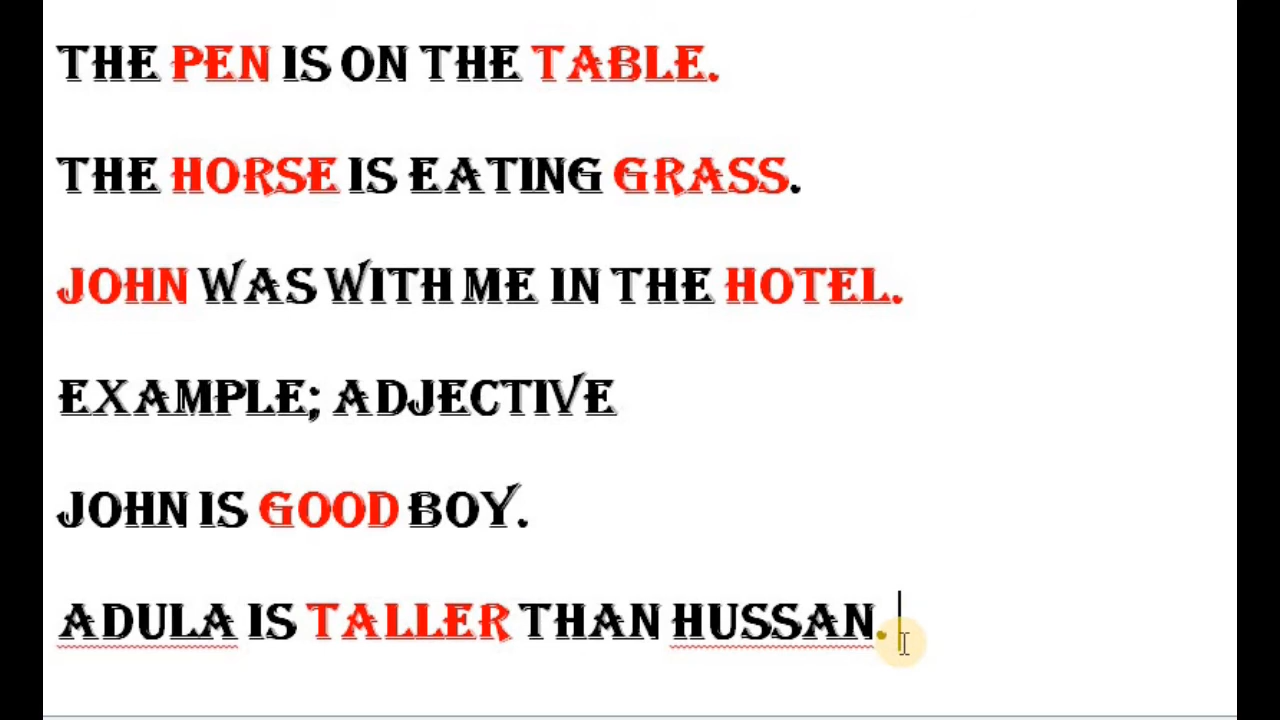 THE PEN IS ON THE TABLE.
THE HORSE IS EATING GRASS.
JOHN WAS WITH ME IN THE HOTEL.
EXAMPLE; ADJECTIVE
JOHN IS GOOD BOY.
ADULA IS TALLER THAN HUSSAN.